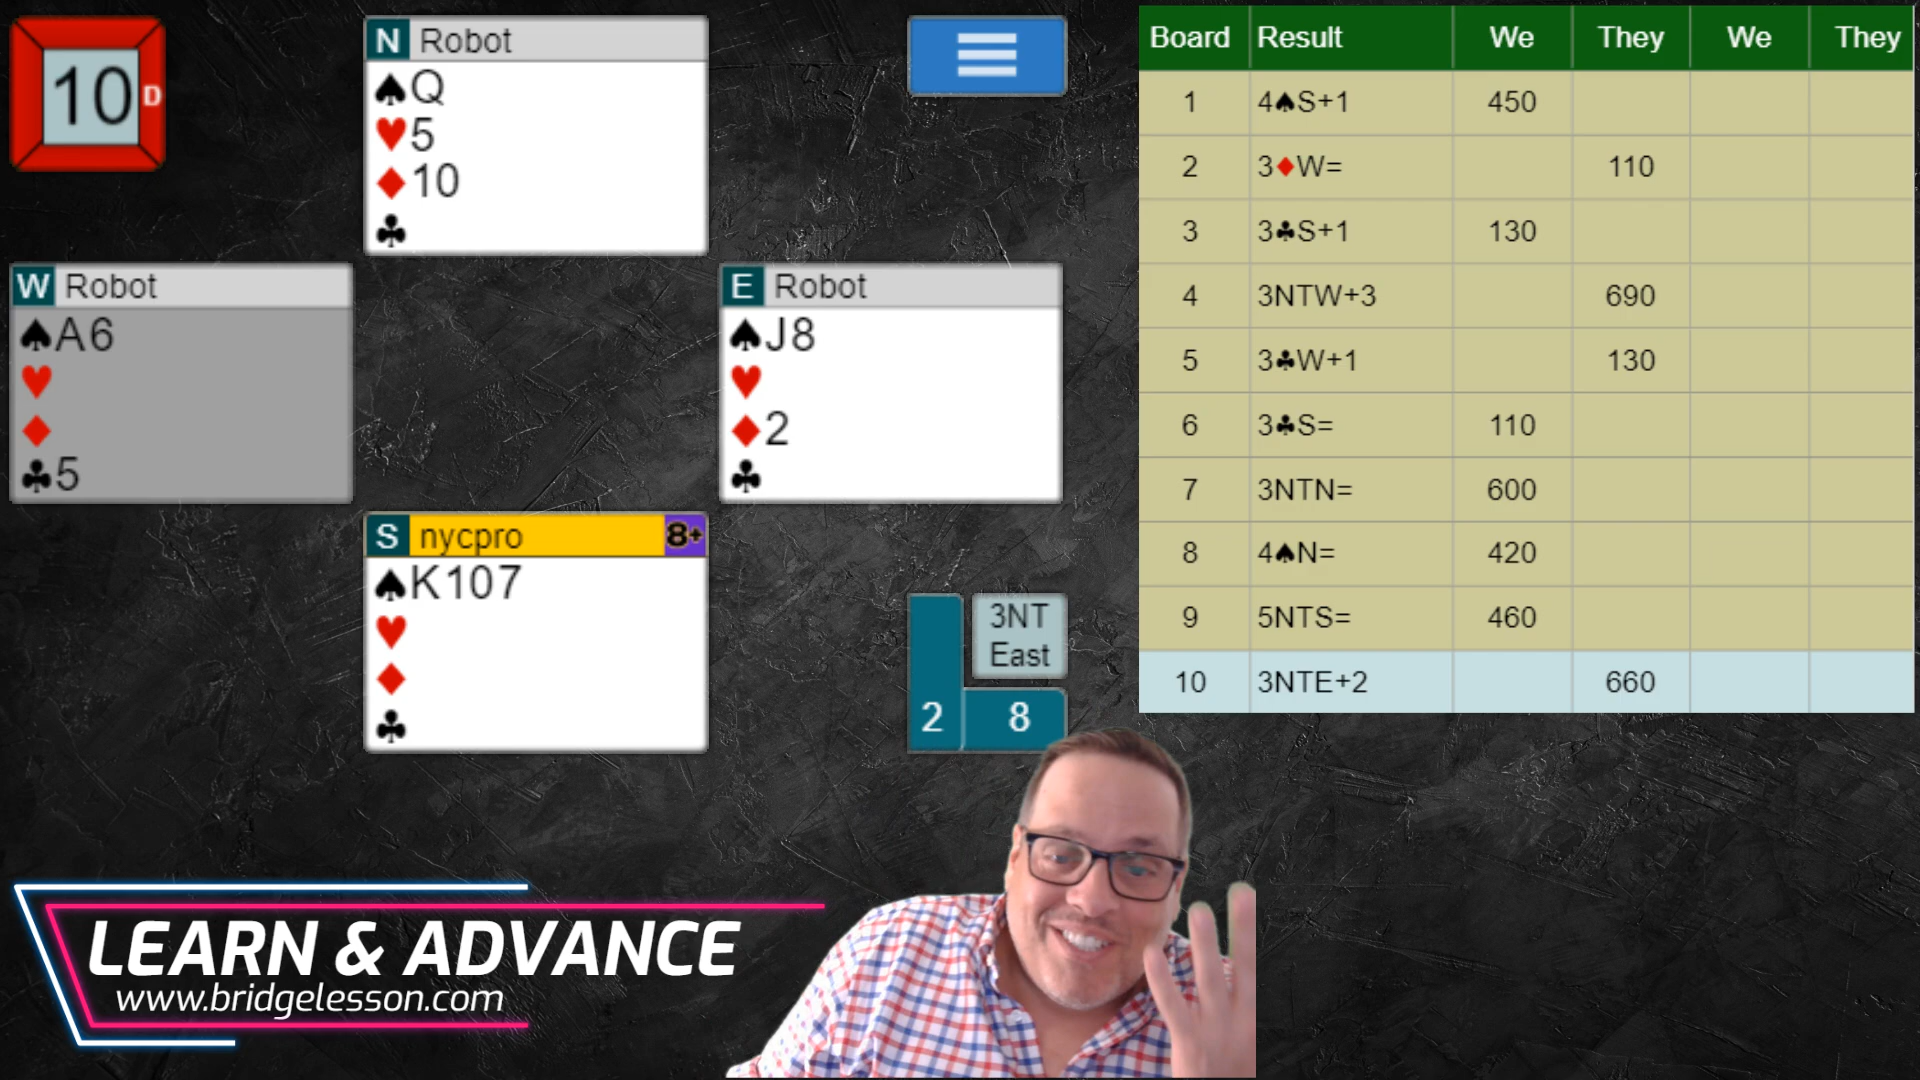 10 D
N Robot
♠Q
♥5
♦10
♣
W Robot
♠A6
♥
♦
♣5
E Robot
♠J8
♥
♦2
♣
S nycpro 8+
♠K107
♥
♦
♣
3NT
East
2 8
Board Result We They We They
1 4♠S+1 450
2 3♦W= 110
3 3♣S+1 130
4 3NTW+3 690
5 3♣W+1 130
6 3♣S= 110
7 3NTN= 600
8 4♠N= 420
9 5NTS= 460
10 3NTE+2 660
LEARN & ADVANCE
www.bridgelesson.com